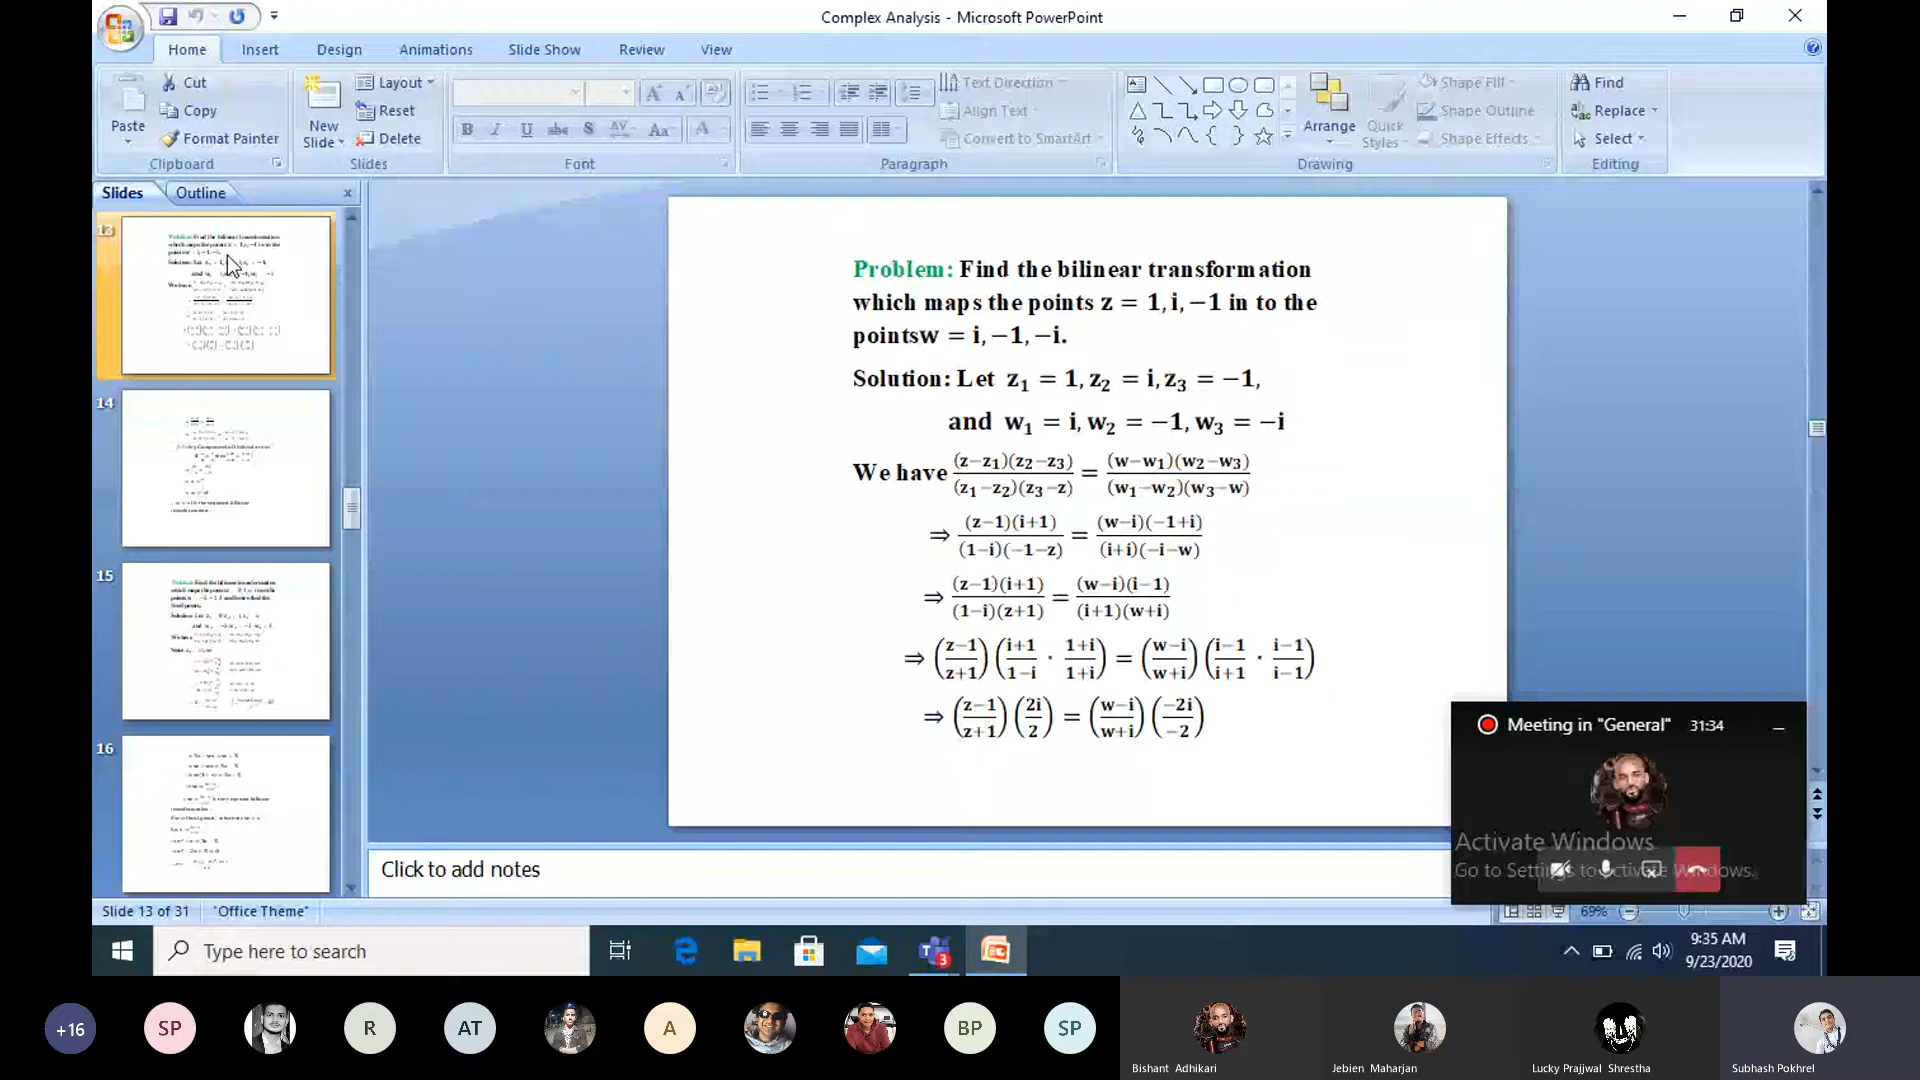 Complex Analysis - Microsoft PowerPoint
Home Insert Design Animations Slide Show Review View
Paste
Cut
Copy
Format Painter
Clipboard
New Slide
Layout
Reset
Delete
Slides
B I U abc S AV Aa A
Font
Text Direction
Align Text
Convert to SmartArt
Paragraph
Arrange
Quick Styles
Shape Fill
Shape Outline
Shape Effects
Drawing
Find
Replace
Select
Editing
Slides Outline
13
14
15
16
Problem: Find the bilinear transformation
which maps the points z = 1, i, −1 in to the
pointsw = i, −1, −i.
Solution: Let z₁ = 1, z₂ = i, z₃ = −1,
and w₁ = i, w₂ = −1, w₃ = −i
We have (z−z₁)(z₂−z₃)/(z₁−z₂)(z₃−z) = (w−w₁)(w₂−w₃)/(w₁−w₂)(w₃−w)
⇒ (z−1)(i+1)/(1−i)(−1−z) = (w−i)(−1+i)/(i+i)(−i−w)
⇒ (z−1)(i+1)/(1−i)(z+1) = (w−i)(i−1)/(i+1)(w+i)
⇒ ((z−1)/(z+1)) ((i+1)/(1−i) · (1+i)/(1+i)) = ((w−i)/(w+i)) ((i−1)/(i+1) · (i−1)/(i−1))
⇒ ((z−1)/(z+1)) (2i/2) = ((w−i)/(w+i)) (−2i/−2)
Click to add notes
Meeting in "General" 31:34
Activate Windows
Go to Settings to activate Windows.
Slide 13 of 31 "Office Theme" 69%
Type here to search
3
9:35 AM
9/23/2020
+16 SP R AT A BP SP
Bishant Adhikari Jebien Maharjan Lucky Prajjwal Shrestha Subhash Pokhrel